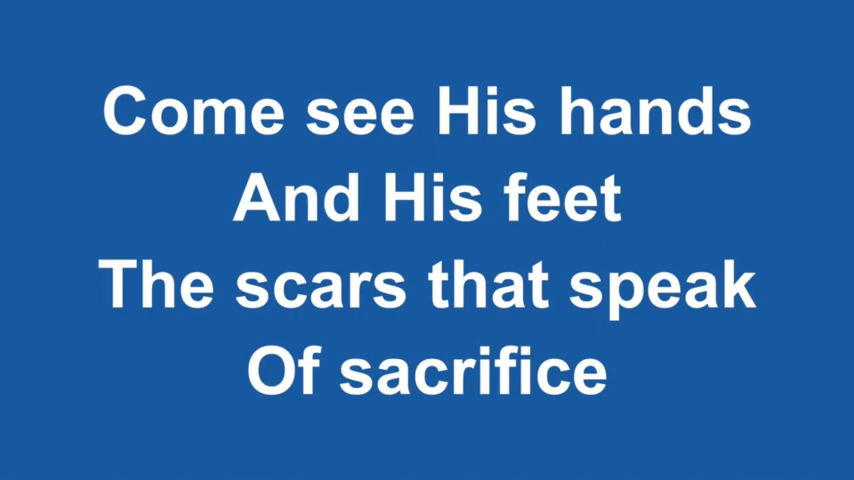 Come see His hands
And His feet
The scars that speak
Of sacrifice